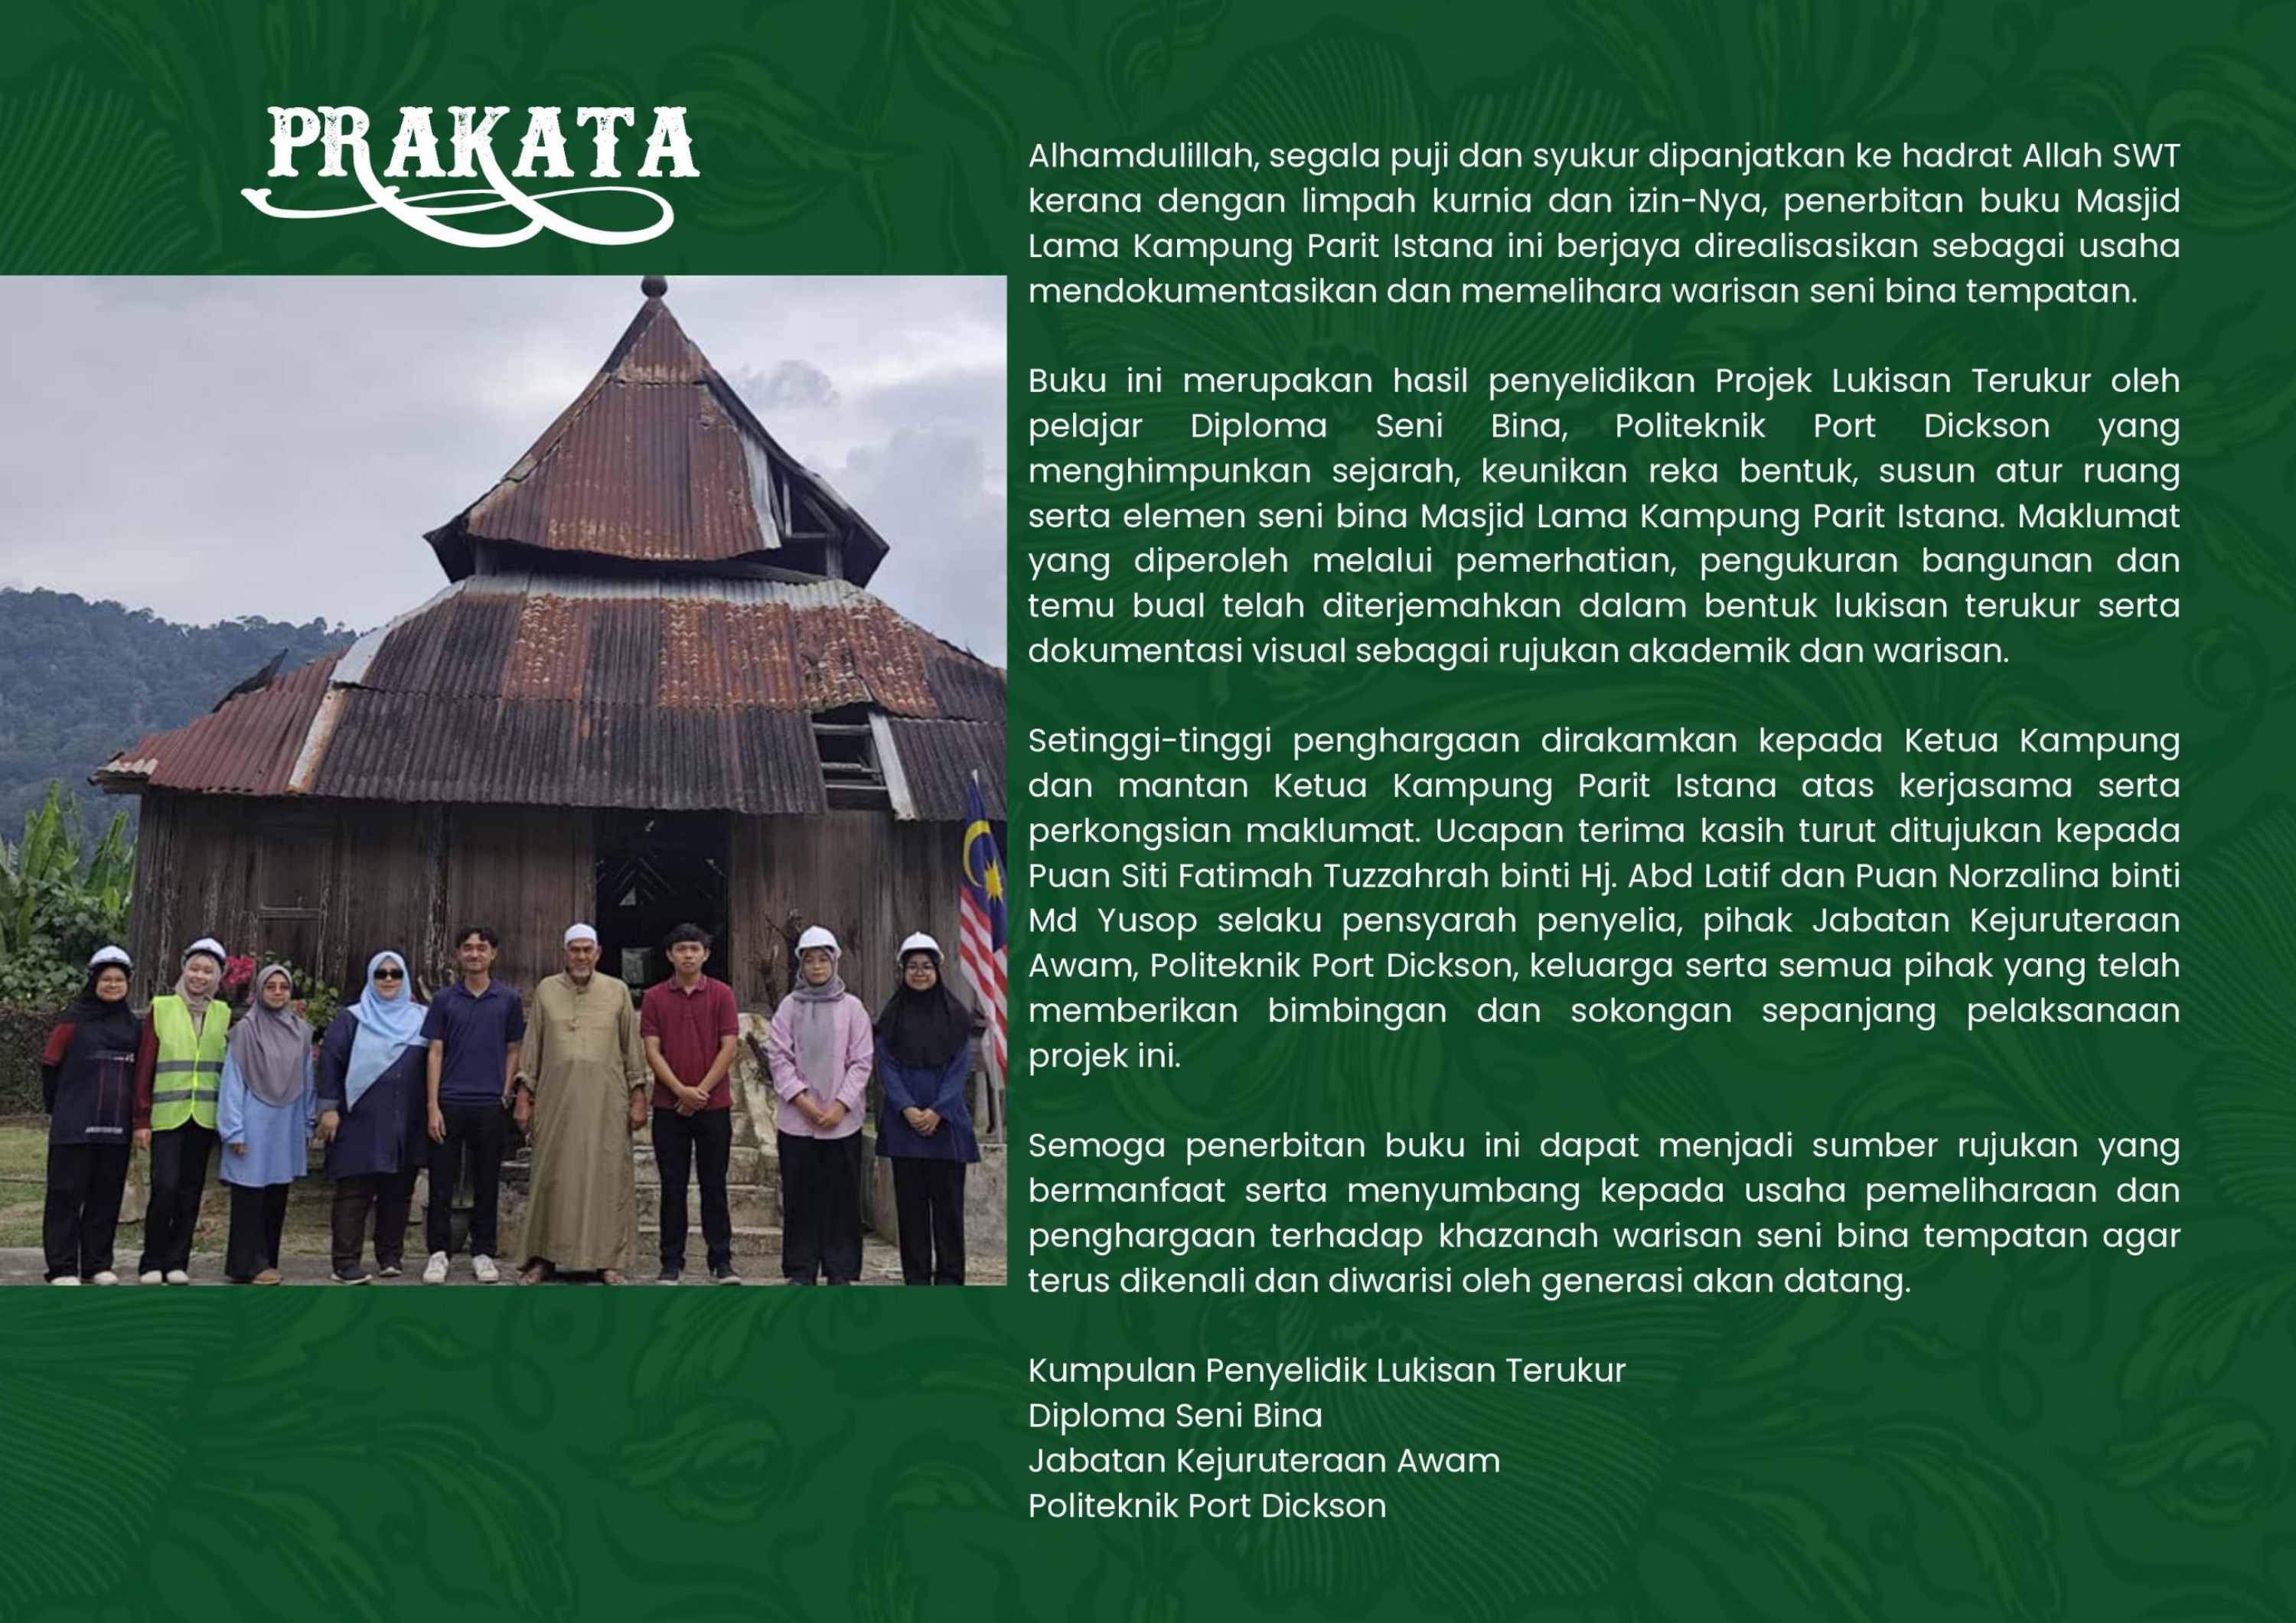 PRAKATA
Alhamdulillah, segala puji dan syukur dipanjatkan ke hadrat Allah SWT
kerana dengan limpah kurnia dan izin-Nya, penerbitan buku Masjid
Lama Kampung Parit Istana ini berjaya direalisasikan sebagai usaha
mendokumentasikan dan memelihara warisan seni bina tempatan.
Buku ini merupakan hasil penyelidikan Projek Lukisan Terukur oleh
pelajar Diploma Seni Bina, Politeknik Port Dickson yang
menghimpunkan sejarah, keunikan reka bentuk, susun atur ruang
serta elemen seni bina Masjid Lama Kampung Parit Istana. Maklumat
yang diperoleh melalui pemerhatian, pengukuran bangunan dan
temu bual telah diterjemahkan dalam bentuk lukisan terukur serta
dokumentasi visual sebagai rujukan akademik dan warisan.
Setinggi-tinggi penghargaan dirakamkan kepada Ketua Kampung
dan mantan Ketua Kampung Parit Istana atas kerjasama serta
perkongsian maklumat. Ucapan terima kasih turut ditujukan kepada
Puan Siti Fatimah Tuzzahrah binti Hj. Abd Latif dan Puan Norzalina binti
Md Yusop selaku pensyarah penyelia, pihak Jabatan Kejuruteraan
Awam, Politeknik Port Dickson, keluarga serta semua pihak yang telah
memberikan bimbingan dan sokongan sepanjang pelaksanaan
projek ini.
Semoga penerbitan buku ini dapat menjadi sumber rujukan yang
bermanfaat serta menyumbang kepada usaha pemeliharaan dan
penghargaan terhadap khazanah warisan seni bina tempatan agar
terus dikenali dan diwarisi oleh generasi akan datang.
Kumpulan Penyelidik Lukisan Terukur
Diploma Seni Bina
Jabatan Kejuruteraan Awam
Politeknik Port Dickson